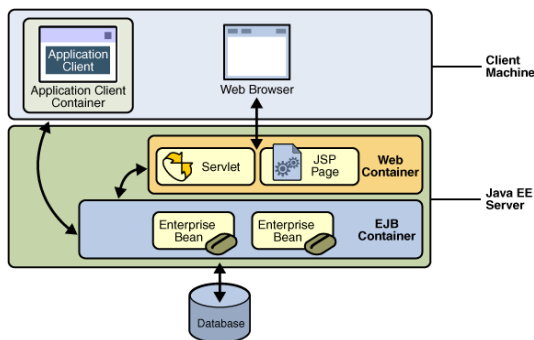 Application
Client
Application Client
Container
Web Browser
Client
Machine
Servlet
JSP
Page
Web
Container
Java EE
Server
Enterprise
Bean
Enterprise
Bean
EJB
Container
Database